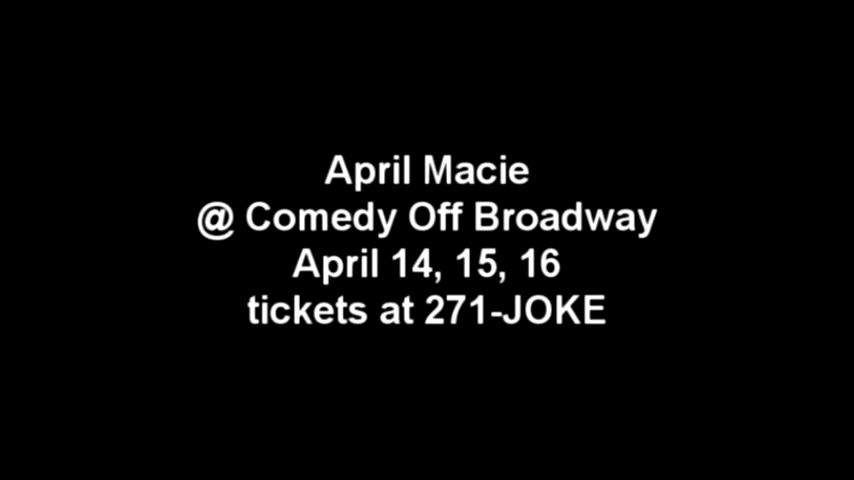 April Macie
@ Comedy Off Broadway
April 14, 15, 16
tickets at 271-JOKE